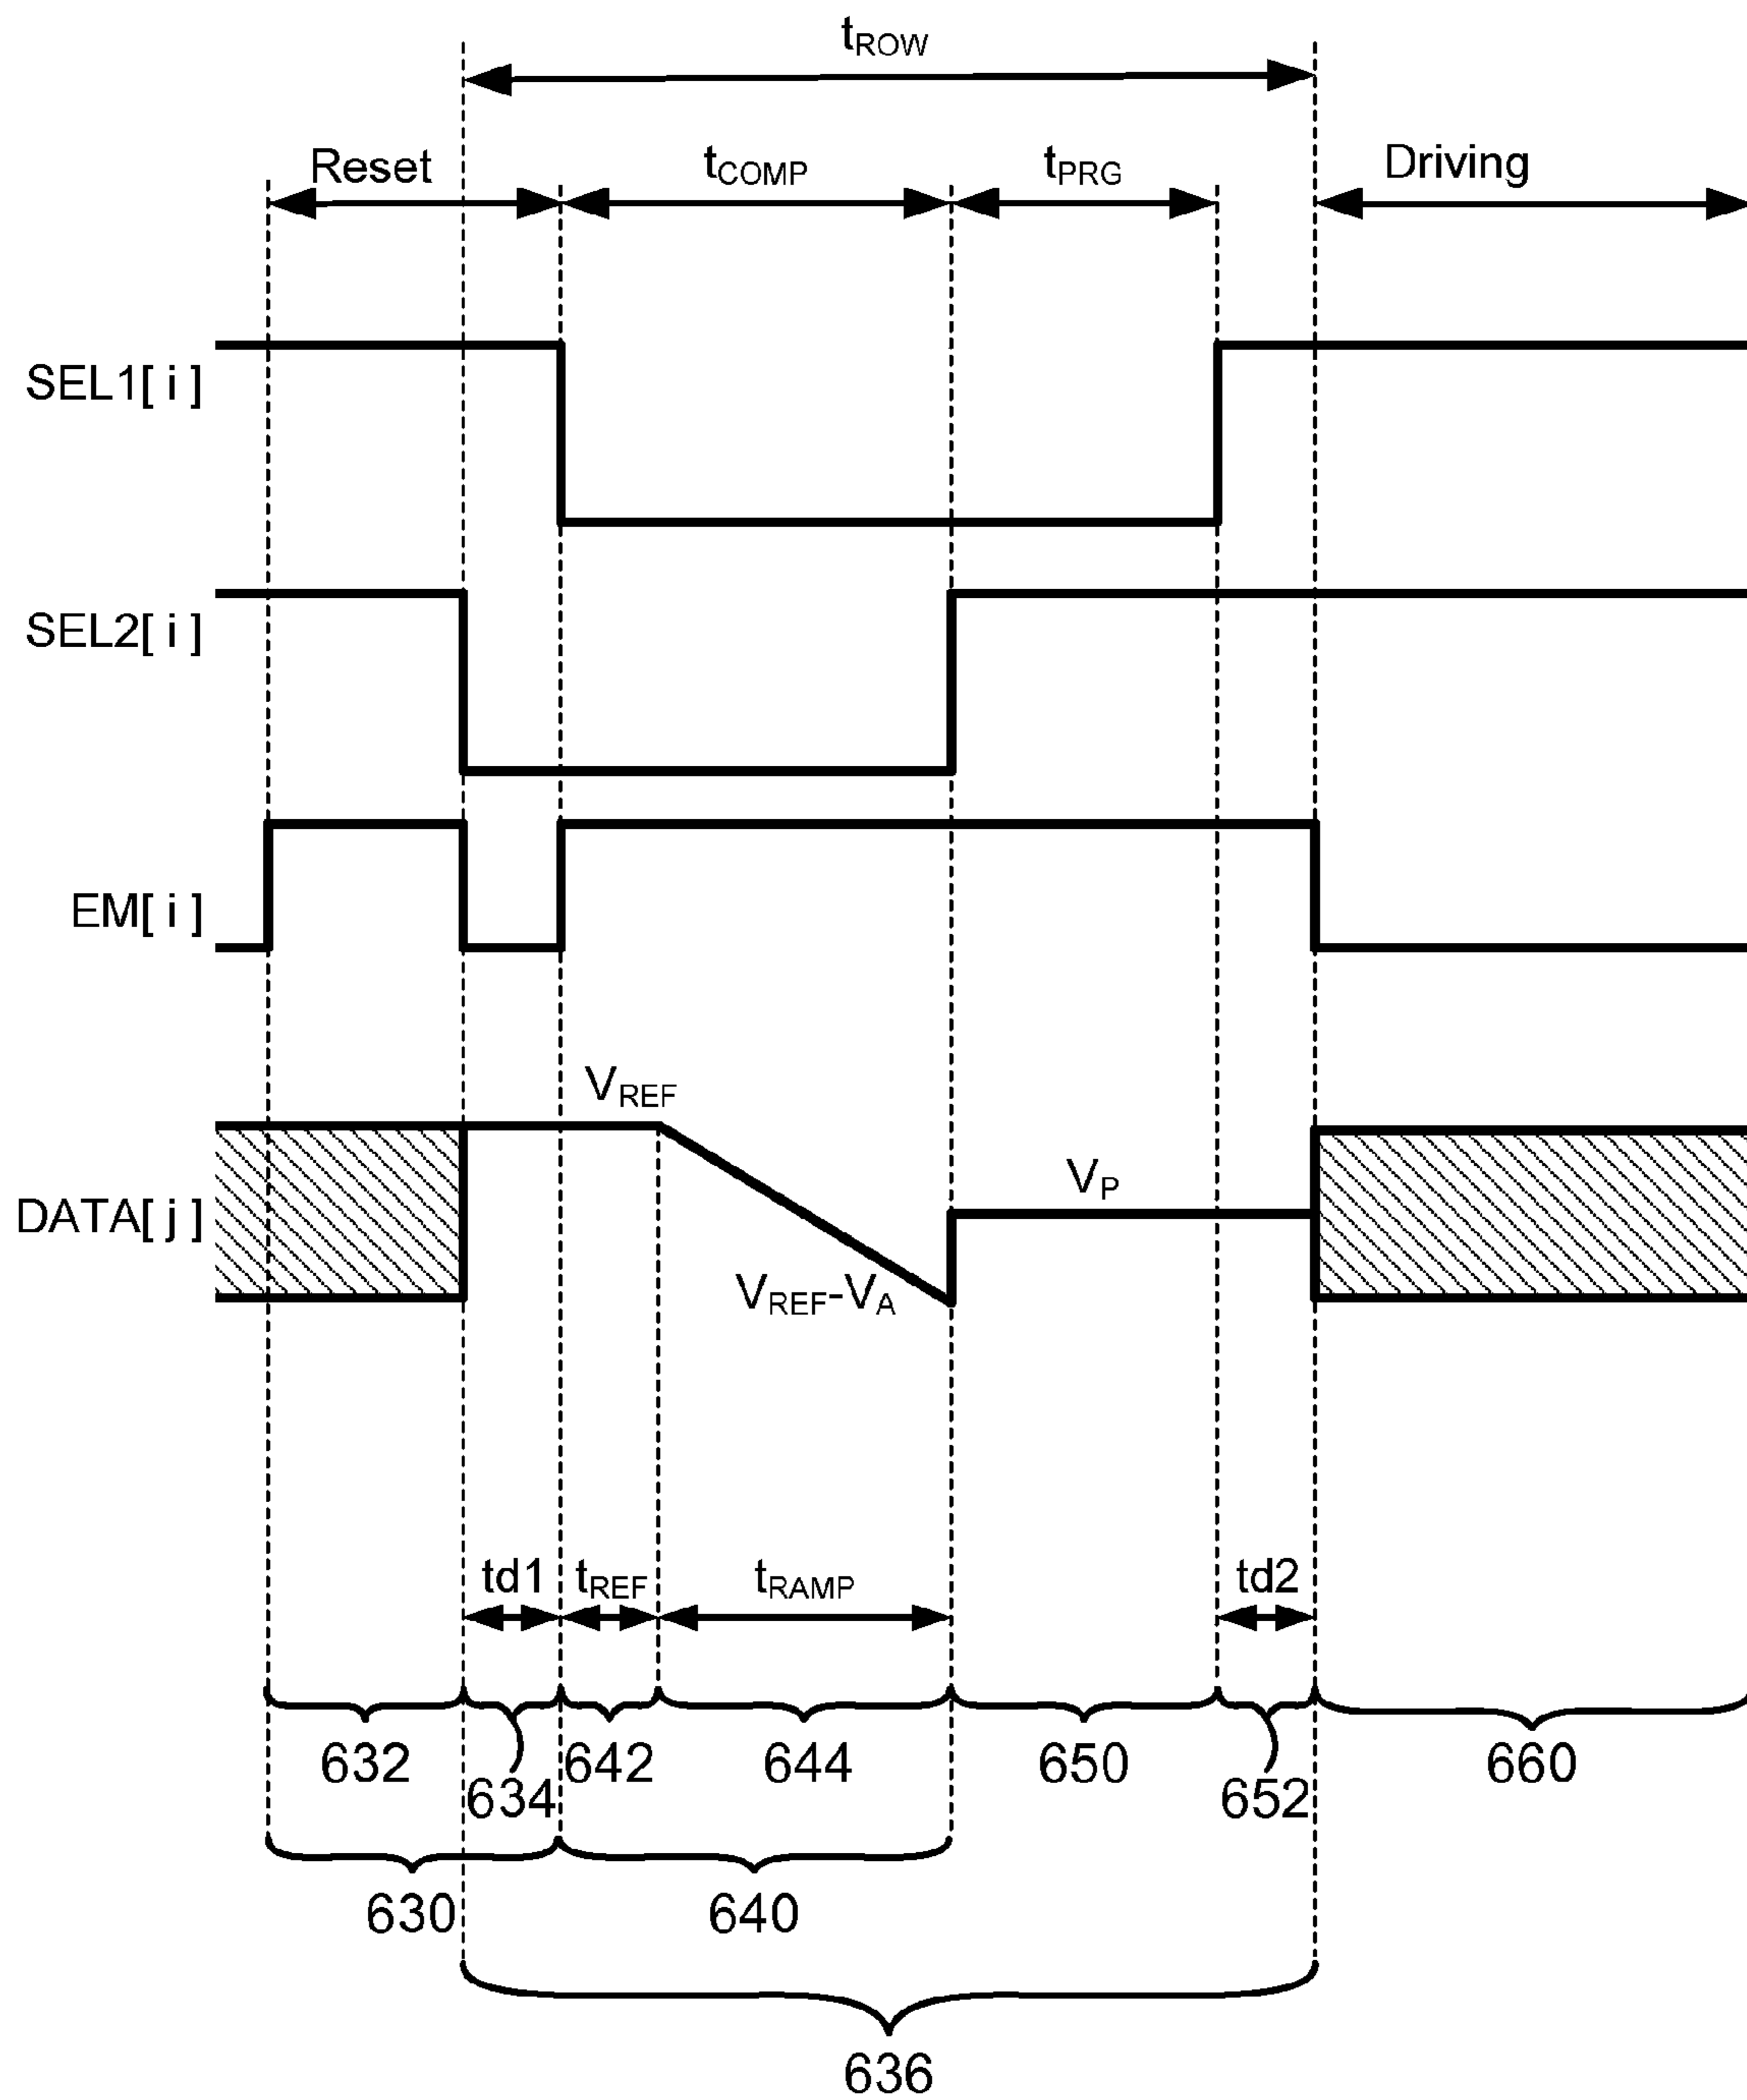 tROW
Reset tCOMP tPRG Driving
SEL1[ i ]
SEL2[ i ]
EM[ i ]
VREF
VP
DATA[ j ]
VREF-VA
td1 tREF tRAMP td2
632 642 644 650 660
634 652
630 640
636